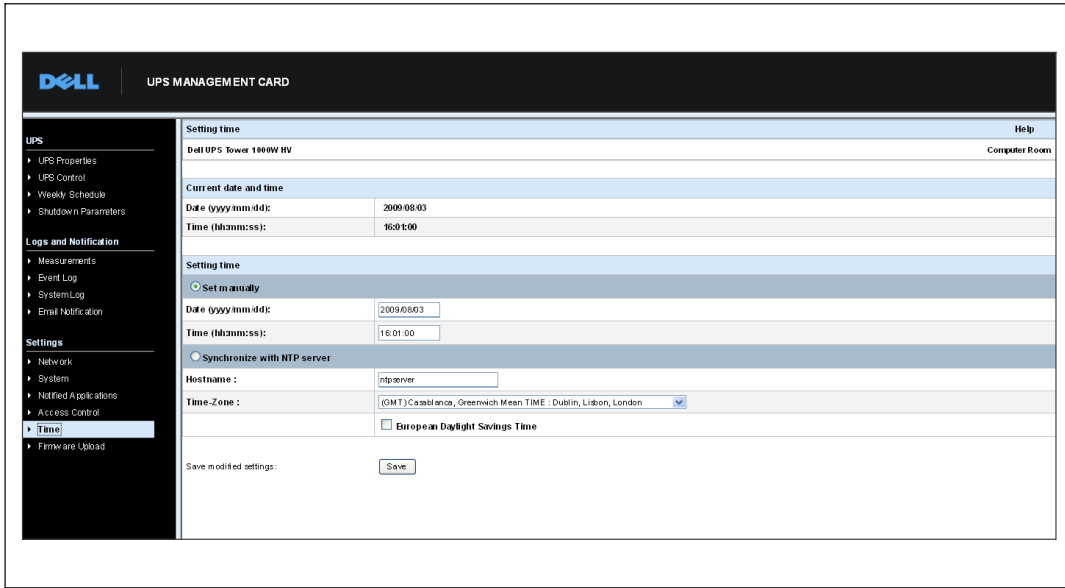 DELL
UPS MANAGEMENT CARD
UPS
UPS Properties
UPS Control
Weekly Schedule
Shutdown Parameters
Logs and Notification
Measurements
Event Log
System Log
Email Notification
Settings
Network
System
Notified Applications
Access Control
Time
Firmware Upload
Setting time Help
Dell UPS Tower 1000W HV Computer Room
Current date and time
Date (yyyy/mm/dd): 2009/08/03
Time (hh:mm:ss): 16:01:00
Setting time
Set manually
Date (yyyy/mm/dd): 2009/08/03
Time (hh:mm:ss): 16:01:00
Synchronize with NTP server
Hostname : ntpserver
Time-Zone : (GMT) Casablanca, Greenwich Mean TIME : Dublin, Lisbon, London
European Daylight Savings Time
Save modified settings: Save